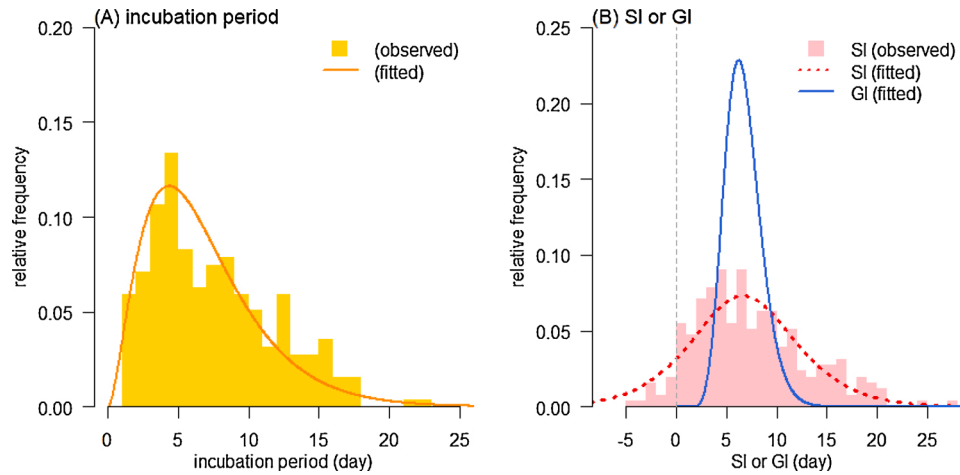 (A) incubation period
(observed)
(fitted)
relative frequency
0.20
0.15
0.10
0.05
0.00
0 5 10 15 20 25
incubation period (day)
(B) SI or GI
SI (observed)
SI (fitted)
GI (fitted)
relative frequency
0.25
0.20
0.15
0.10
0.05
0.00
-5 0 5 10 15 20 25
SI or GI (day)